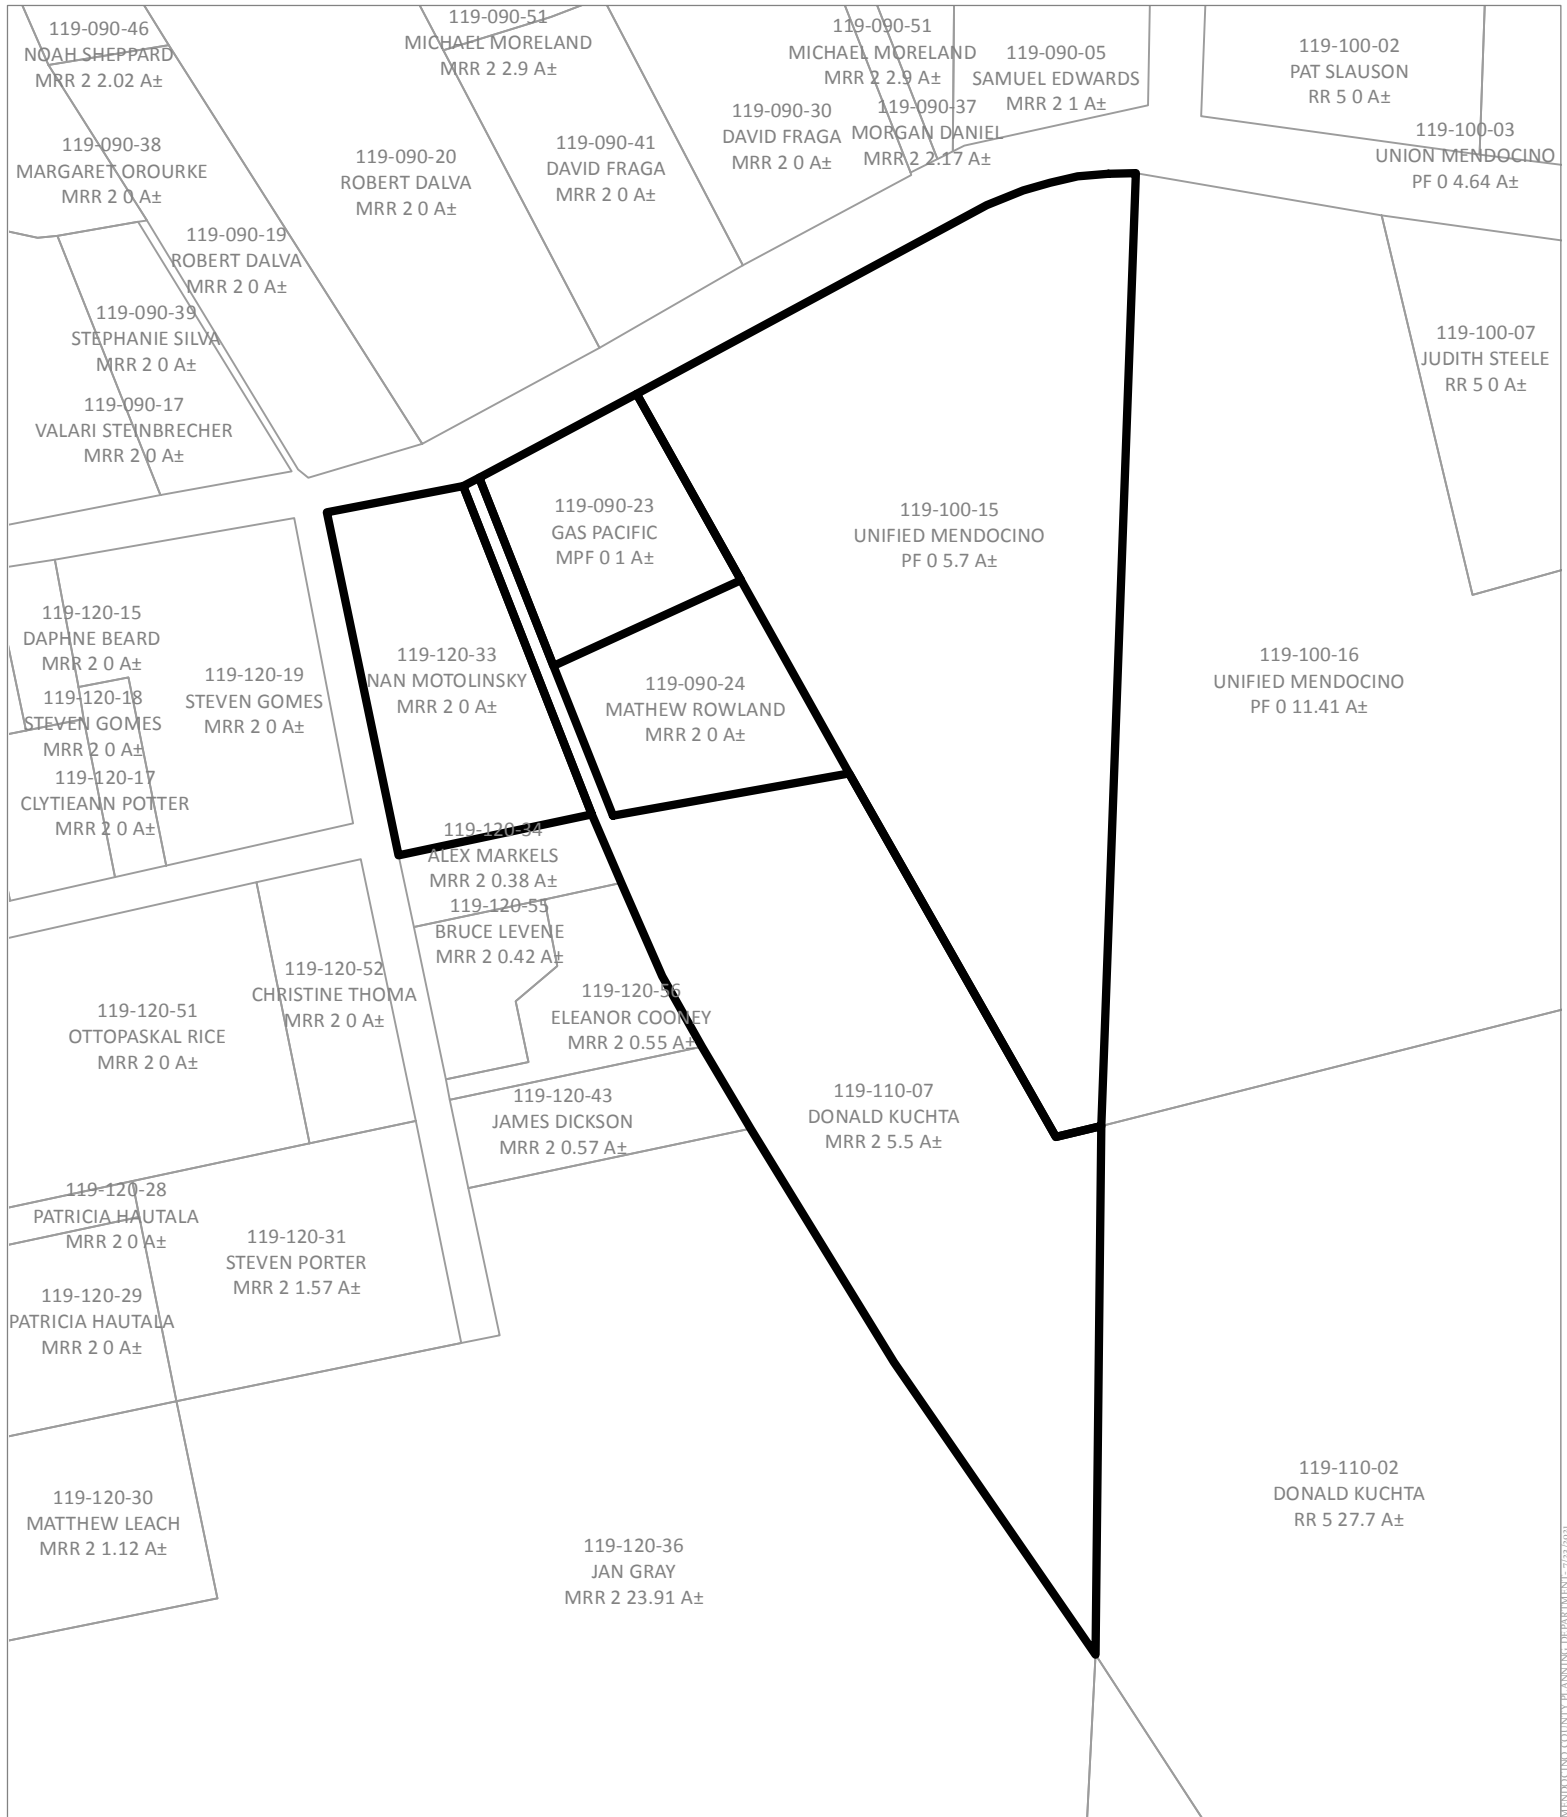 119-090-46
NOAH SHEPPARD
MRR 2 2.02 A±
119-090-51
MICHAEL MORELAND
MRR 2 2.9 A±
119-090-51
MICHAEL MORELAND
MRR 2 2.9 A±
119-090-05
SAMUEL EDWARDS
MRR 2 1 A±
119-100-02
PAT SLAUSON
RR 5 0 A±
119-090-38
MARGARET OROURKE
MRR 2 0 A±
119-090-20
ROBERT DALVA
MRR 2 0 A±
119-090-41
DAVID FRAGA
MRR 2 0 A±
119-090-30
DAVID FRAGA
MRR 2 0 A±
119-090-37
MORGAN DANIEL
MRR 2 2.17 A±
119-100-03
UNION MENDOCINO
PF 0 4.64 A±
119-090-19
ROBERT DALVA
MRR 2 0 A±
119-090-39
STEPHANIE SILVA
MRR 2 0 A±
119-100-07
JUDITH STEELE
RR 5 0 A±
119-090-17
VALARI STEINBRECHER
MRR 2 0 A±
119-090-23
GAS PACIFIC
MPF 0 1 A±
119-100-15
UNIFIED MENDOCINO
PF 0 5.7 A±
119-120-15
DAPHNE BEARD
MRR 2 0 A±
119-120-19
STEVEN GOMES
MRR 2 0 A±
119-120-33
NAN MOTOLINSKY
MRR 2 0 A±
119-090-24
MATHEW ROWLAND
MRR 2 0 A±
119-100-16
UNIFIED MENDOCINO
PF 0 11.41 A±
119-120-18
STEVEN GOMES
MRR 2 0 A±
119-120-17
CLYTIEANN POTTER
MRR 2 0 A±
119-120-34
ALEX MARKELS
MRR 2 0.38 A±
119-120-55
BRUCE LEVENE
MRR 2 0.42 A±
119-120-52
CHRISTINE THOMA
MRR 2 0 A±
119-120-56
ELEANOR COONEY
MRR 2 0.55 A±
119-120-51
OTTOPASKAL RICE
MRR 2 0 A±
119-120-43
JAMES DICKSON
MRR 2 0.57 A±
119-110-07
DONALD KUCHTA
MRR 2 5.5 A±
119-120-28
PATRICIA HAUTALA
MRR 2 0 A±
119-120-31
STEVEN PORTER
MRR 2 1.57 A±
119-120-29
PATRICIA HAUTALA
MRR 2 0 A±
119-120-30
MATTHEW LEACH
MRR 2 1.12 A±
119-120-36
JAN GRAY
MRR 2 23.91 A±
119-110-02
DONALD KUCHTA
RR 5 27.7 A±
MENDOCINO COUNTY PLANNING DEPARTMENT-